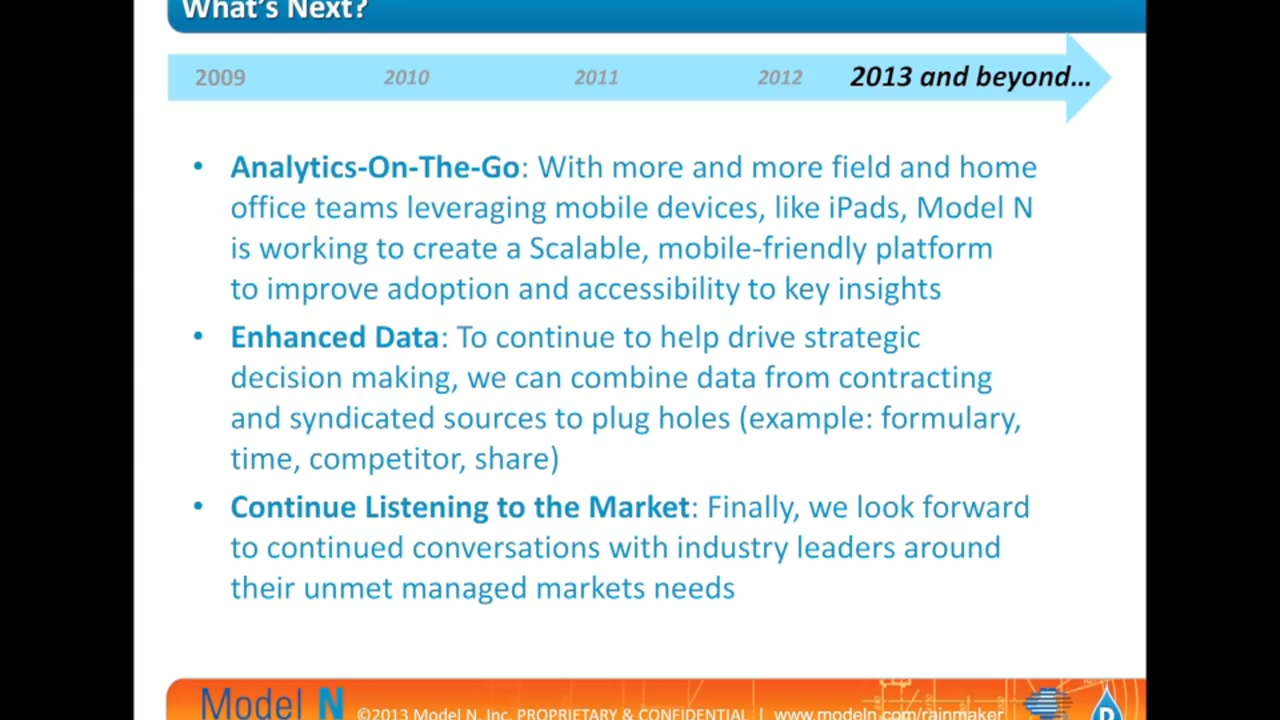 What's Next?
2009 2010 2011 2012 2013 and beyond...
• Analytics-On-The-Go: With more and more field and home
office teams leveraging mobile devices, like iPads, Model N
is working to create a Scalable, mobile-friendly platform
to improve adoption and accessibility to key insights
• Enhanced Data: To continue to help drive strategic
decision making, we can combine data from contracting
and syndicated sources to plug holes (example: formulary,
time, competitor, share)
• Continue Listening to the Market: Finally, we look forward
to continued conversations with industry leaders around
their unmet managed markets needs
Model N ©2013 Model N, Inc. PROPRIETARY & CONFIDENTIAL | www.modeln.com/rainmaker